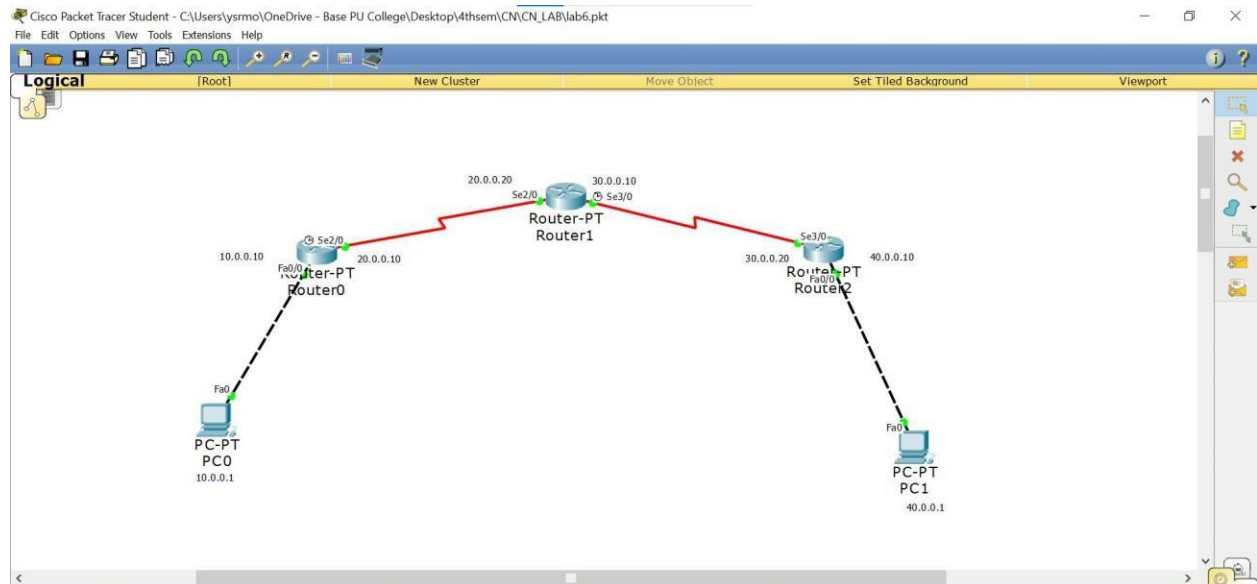 Cisco Packet Tracer Student - C:\Users\ysrmo\OneDrive - Base PU College\Desktop\4thsem\CN\CN_LAB\lab6.pkt
File Edit Options View Tools Extensions Help
Logical [Root] New Cluster Move Object Set Tiled Background Viewport
20.0.0.20 30.0.0.10
Se2/0 Se3/0
Router-PT
Router1
Se2/0
10.0.0.10 20.0.0.10
Fa0/0
Router-PT
Router0
Se3/0
30.0.0.20 40.0.0.10
Router-PT
Fa0/0
Router2
Fa0
PC-PT
PC0
10.0.0.1
Fa0
PC-PT
PC1
40.0.0.1